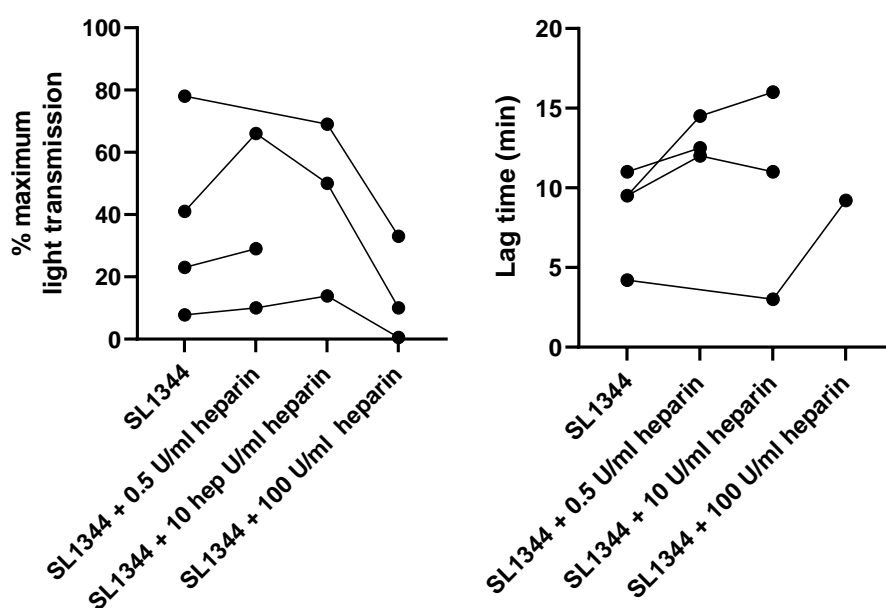 % maximum
light transmission
100
80
60
40
20
0
SL1344
SL1344 + 0.5 U/ml heparin
SL1344 + 10 hep U/ml heparin
SL1344 + 100 U/ml  heparin
Lag time (min)
20
15
10
5
0
SL1344
SL1344 + 0.5 U/ml heparin
SL1344 + 10 U/ml heparin
SL1344 + 100 U/ml heparin